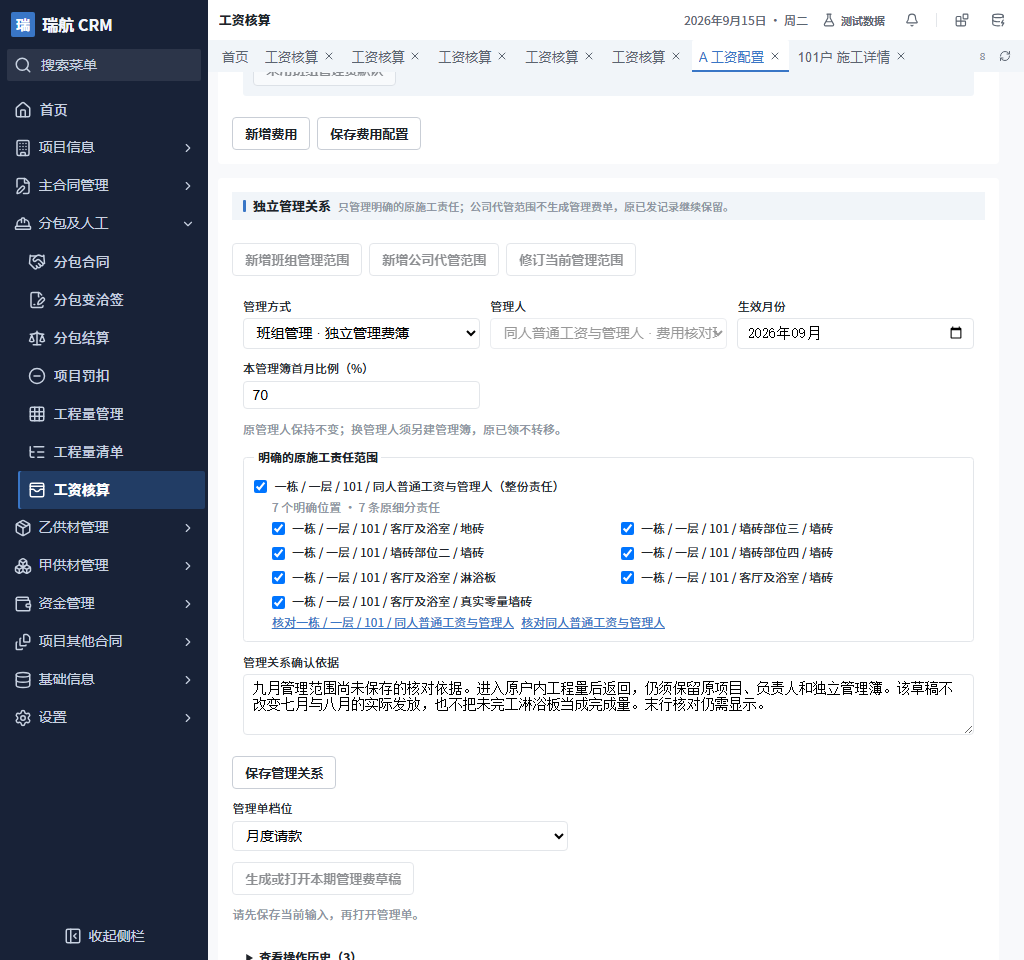 瑞 瑞航 CRM
搜索菜单
首页
项目信息
主合同管理
分包及人工
分包合同
分包变洽签
分包结算
项目罚扣
工程量管理
工程量清单
工资核算
乙供材管理
甲供材管理
资金管理
项目其他合同
基础信息
设置
收起侧栏
工资核算
2026年9月15日 · 周二 测试数据
首页 工资核算 × 工资核算 × 工资核算 × 工资核算 × 工资核算 × A 工资配置 × 101户 施工详情 × 8
新增费用 保存费用配置
独立管理关系 只管理明确的原施工责任；公司代管范围不生成管理费单，原已发记录继续保留。
新增班组管理范围 新增公司代管范围 修订当前管理范围
管理方式 管理人 生效月份
班组管理 · 独立管理费簿 同人普通工资与管理人 · 费用核对 2026年09月
本管理簿首月比例（%）
70
原管理人保持不变；换管理人须另建管理簿，原已领不转移。
明确的原施工责任范围
一栋 / 一层 / 101 / 同人普通工资与管理人（整份责任）
7 个明确位置 · 7 条原细分责任
一栋 / 一层 / 101 / 客厅及浴室 / 地砖 一栋 / 一层 / 101 / 墙砖部位三 / 墙砖
一栋 / 一层 / 101 / 墙砖部位二 / 墙砖 一栋 / 一层 / 101 / 墙砖部位四 / 墙砖
一栋 / 一层 / 101 / 客厅及浴室 / 淋浴板 一栋 / 一层 / 101 / 客厅及浴室 / 墙砖
一栋 / 一层 / 101 / 客厅及浴室 / 真实零量墙砖
核对一栋 / 一层 / 101 / 同人普通工资与管理人 核对同人普通工资与管理人
管理关系确认依据
九月管理范围尚未保存的核对依据。进入原户内工程量后返回，仍须保留原项目、负责人和独立管理簿。该草稿不
改变七月与八月的实际发放，也不把未完工淋浴板当成完成量。末行核对仍需显示。
保存管理关系
管理单档位
月度请款
生成或打开本期管理费草稿
请先保存当前输入，再打开管理单。
查看操作历史（3）